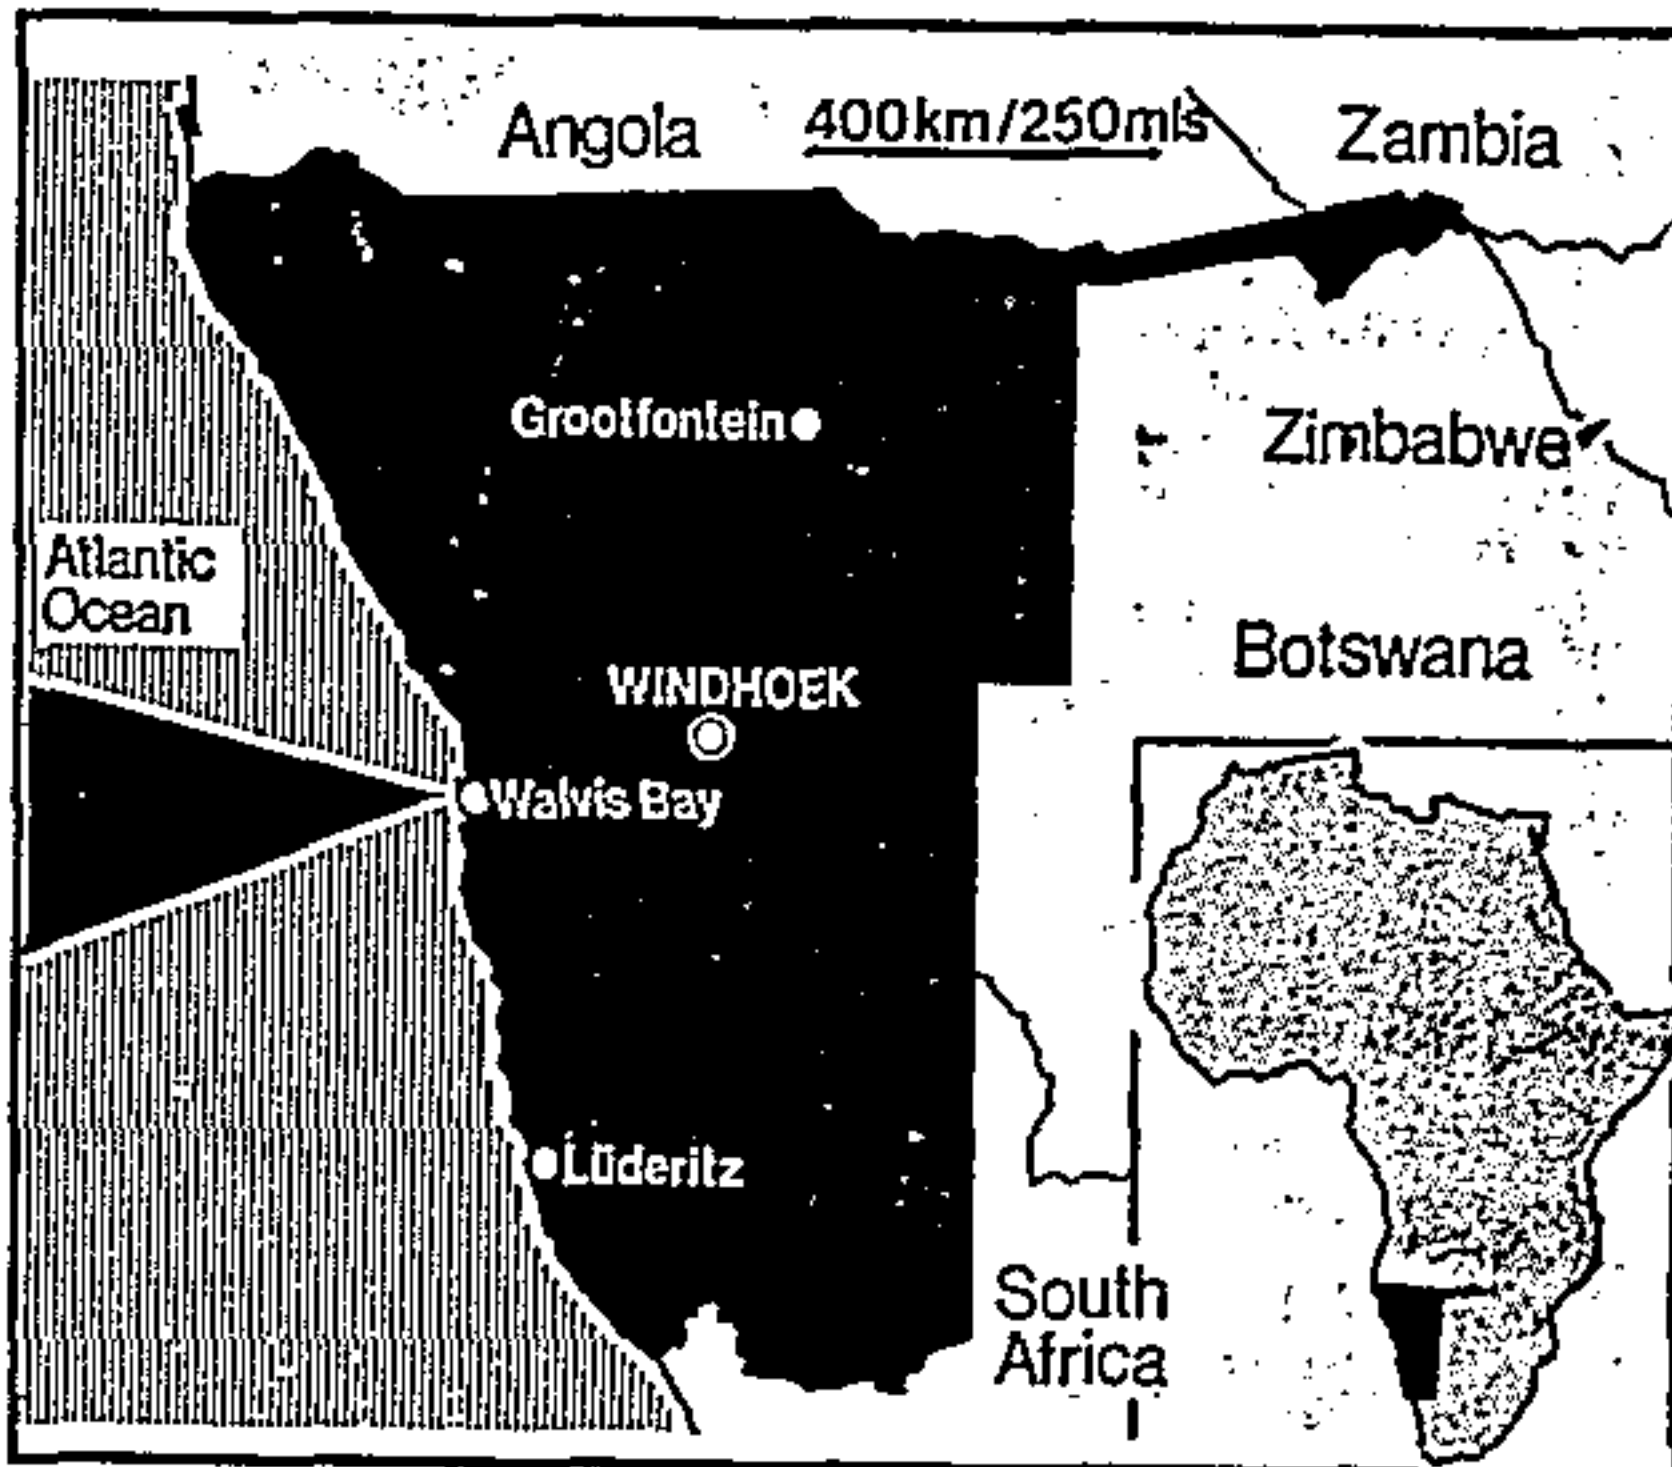 Angola
400km/250mls
Zambia
Grootfontein
Zimbabwe
Atlantic
Ocean
Botswana
WINDHOEK
Walvis Bay
Lüderitz
South
Africa